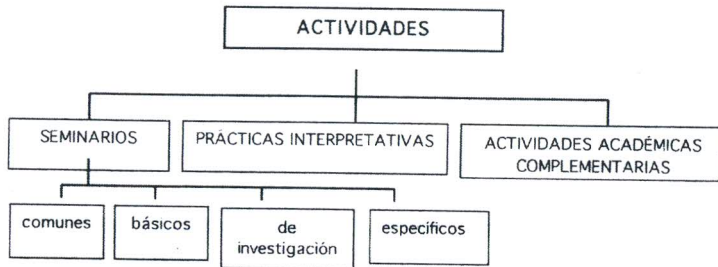 ACTIVIDADES
SEMINARIOS
PRÁCTICAS INTERPRETATIVAS
ACTIVIDADES ACADÉMICAS
COMPLEMENTARIAS
comunes
básicos
de
investigación
específicos